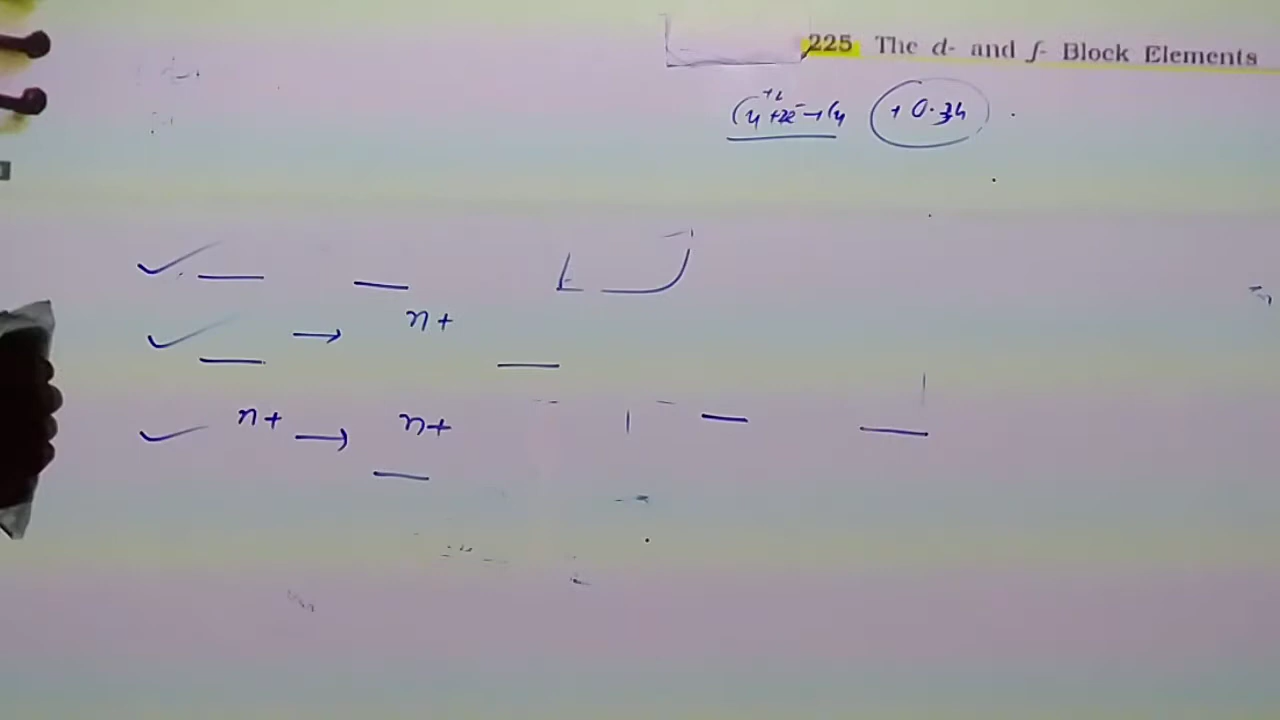 225 The d- and f- Block Elements
Cu⁺² + 2e⁻ → Cu +0.34
→ n+
n+ → n+